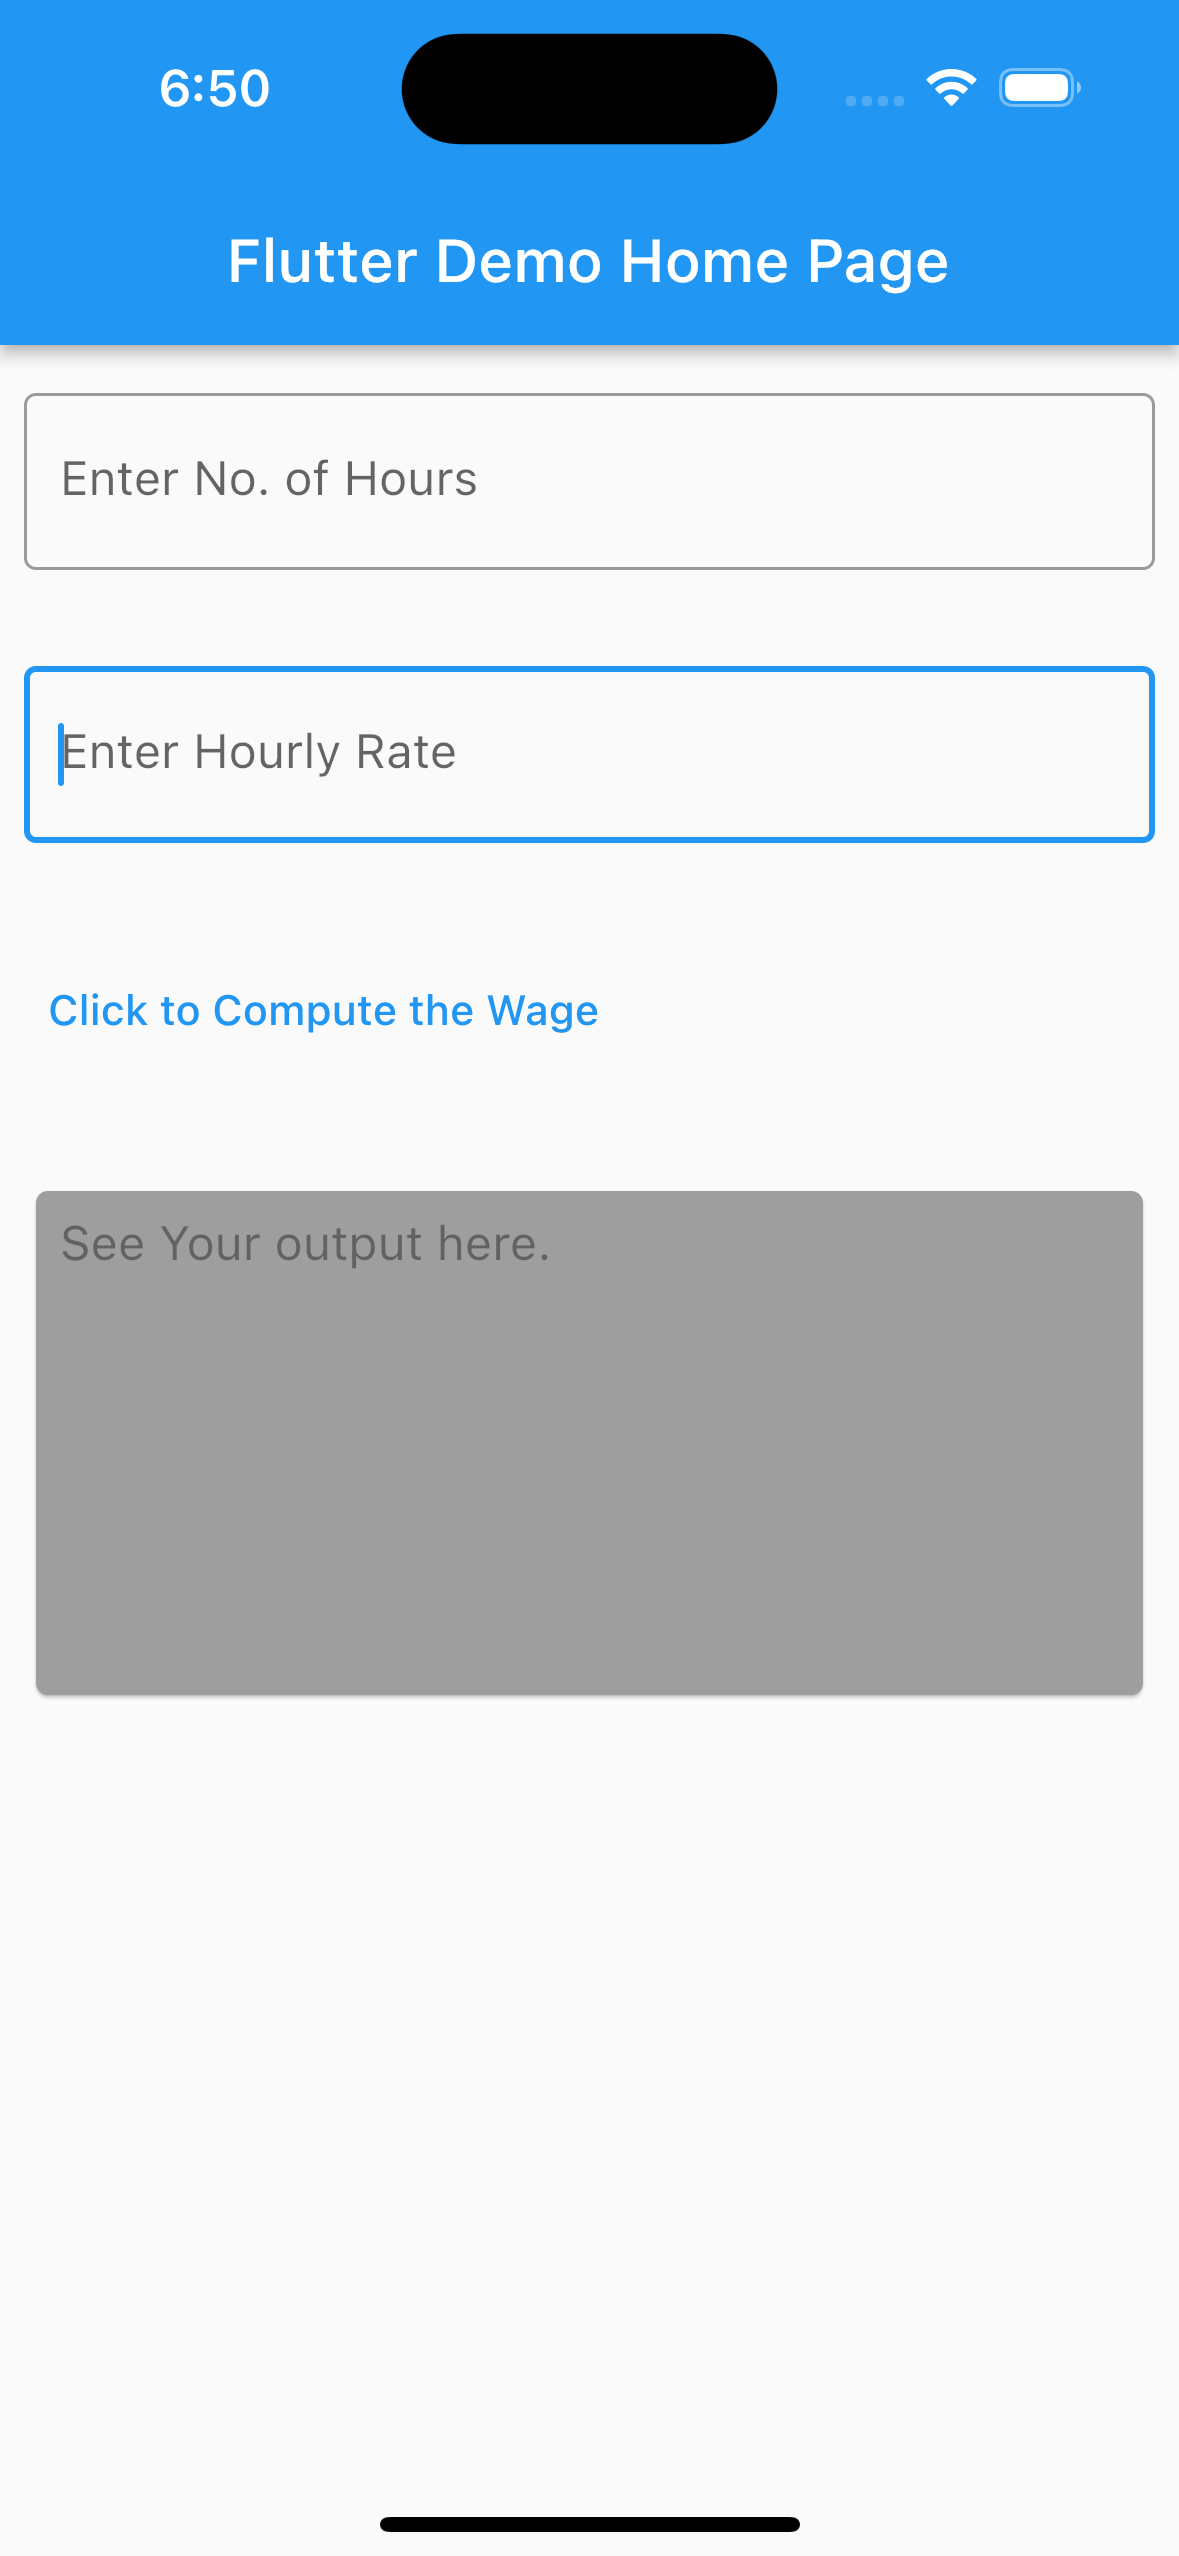 6:50
Flutter Demo Home Page
Enter No. of Hours
Enter Hourly Rate
Click to Compute the Wage
See Your output here.